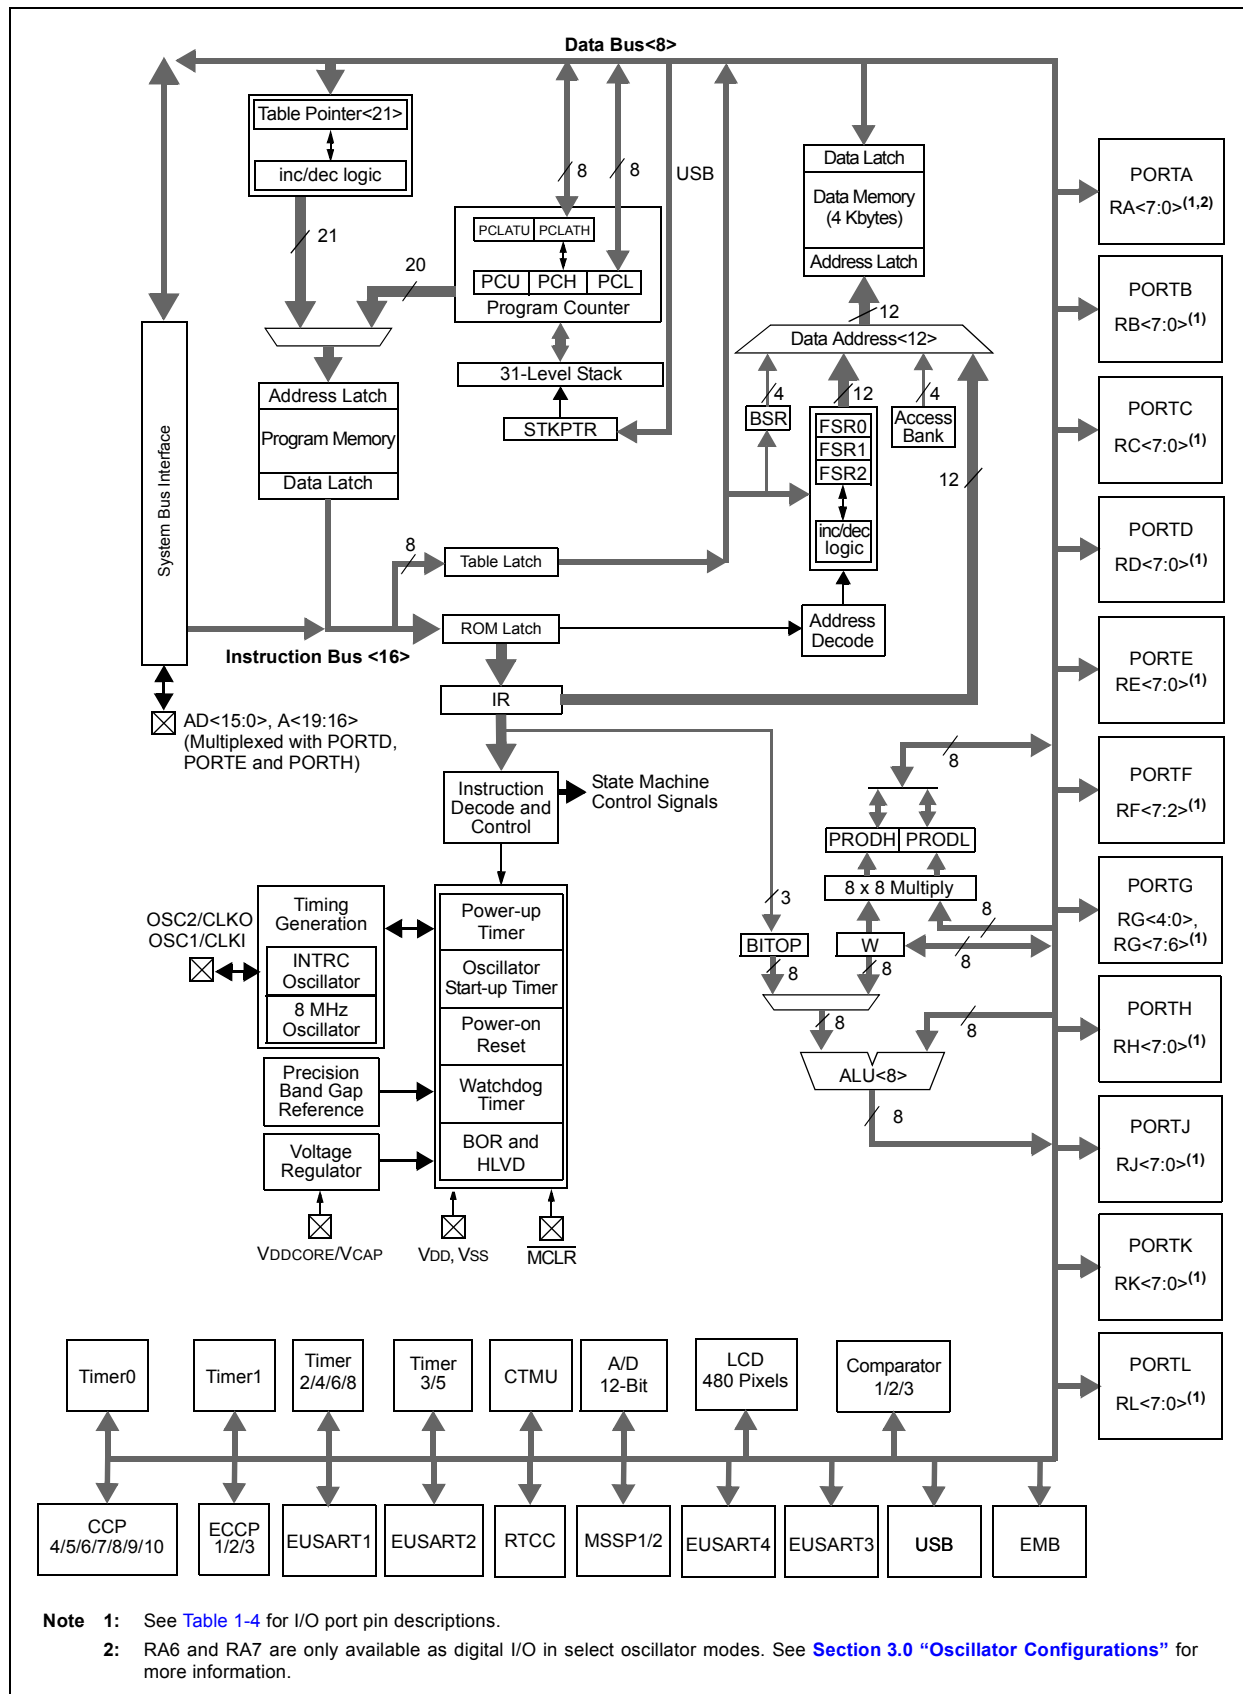 Data Bus<8>
Table Pointer<21>
inc/dec logic
21
8
8
USB
PCLATU PCLATH
PCU PCH PCL
Program Counter
20
31-Level Stack
STKPTR
Address Latch
Program Memory
Data Latch
System Bus Interface
8
Table Latch
ROM Latch
Instruction Bus <16>
IR
AD<15:0>, A<19:16>
(Multiplexed with PORTD,
PORTE and PORTH)
Data Latch
Data Memory
(4 Kbytes)
Address Latch
12
Data Address<12>
4
12
4
BSR
FSR0
FSR1
FSR2
inc/dec
logic
Access
Bank
12
Address
Decode
Instruction
Decode and
Control
State Machine
Control Signals
8
PRODH PRODL
8 x 8 Multiply
3
8
BITOP
W
8
8
8
8
8
ALU<8>
8
OSC2/CLKO
OSC1/CLKI
Timing
Generation
INTRC
Oscillator
8 MHz
Oscillator
Precision
Band Gap
Reference
Voltage
Regulator
Power-up
Timer
Oscillator
Start-up Timer
Power-on
Reset
Watchdog
Timer
BOR and
HLVD
VDDCORE/VCAP
VDD, VSS
MCLR
PORTA
RA<7:0>(1,2)
PORTB
RB<7:0>(1)
PORTC
RC<7:0>(1)
PORTD
RD<7:0>(1)
PORTE
RE<7:0>(1)
PORTF
RF<7:2>(1)
PORTG
RG<4:0>,
RG<7:6>(1)
PORTH
RH<7:0>(1)
PORTJ
RJ<7:0>(1)
PORTK
RK<7:0>(1)
PORTL
RL<7:0>(1)
Timer0
Timer1
Timer
2/4/6/8
Timer
3/5
CTMU
A/D
12-Bit
LCD
480 Pixels
Comparator
1/2/3
CCP
4/5/6/7/8/9/10
ECCP
1/2/3
EUSART1
EUSART2
RTCC
MSSP1/2
EUSART4
EUSART3
USB
EMB
Note 1: See Table 1-4 for I/O port pin descriptions.
2: RA6 and RA7 are only available as digital I/O in select oscillator modes. See Section 3.0 “Oscillator Configurations” for
more information.